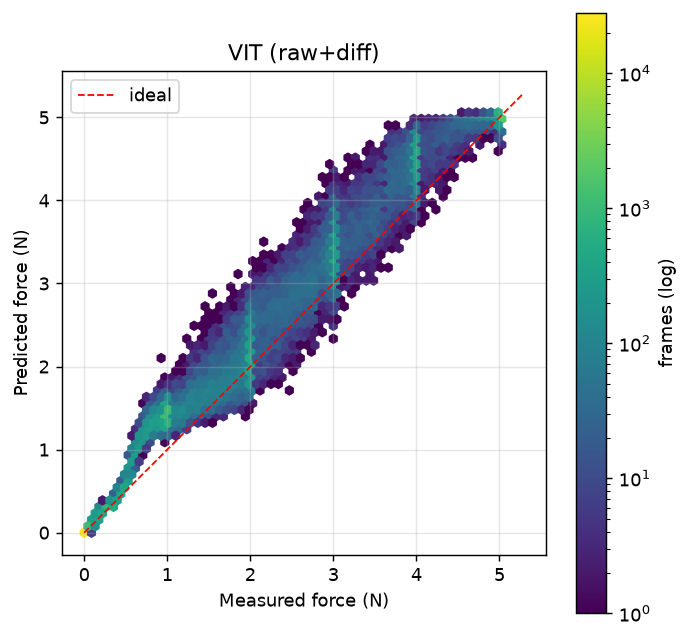 VIT (raw+diff)
ideal
Predicted force (N)
5
4
3
2
1
0
0 1 2 3 4 5
Measured force (N)
10⁴
10³
10²
10¹
10⁰
frames (log)